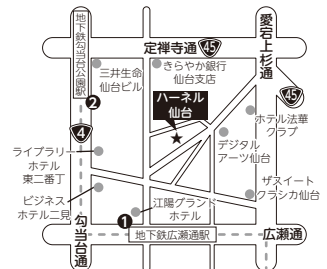 地下鉄勾当台公園駅
定禅寺通
45
愛宕上杉通
三井生命
仙台ビル
きらやか銀行
仙台支店
2
ハーネル
仙台
45
4
ホテル法華
クラブ
デジタル
アーツ仙台
ライブラリー
ホテル
東二番丁
ザスイート
クラシカ仙台
ビジネス
ホテル二見
江陽グランド
ホテル
1
勾当台通
地下鉄広瀬通駅
広瀬通